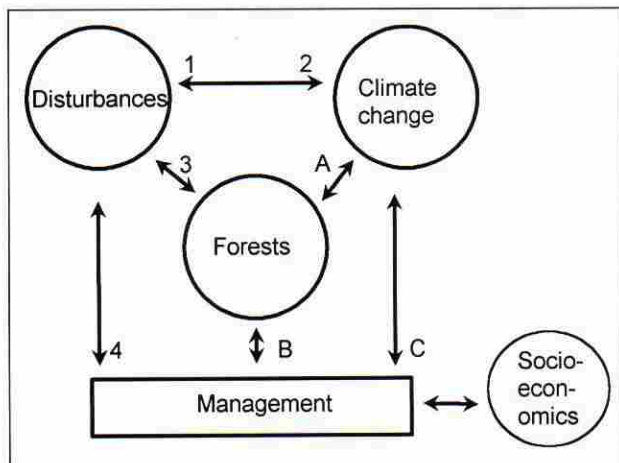 1 2
Disturbances
Climate
change
3 A
Forests
4 B C
Management
Socio-
econ-
omics